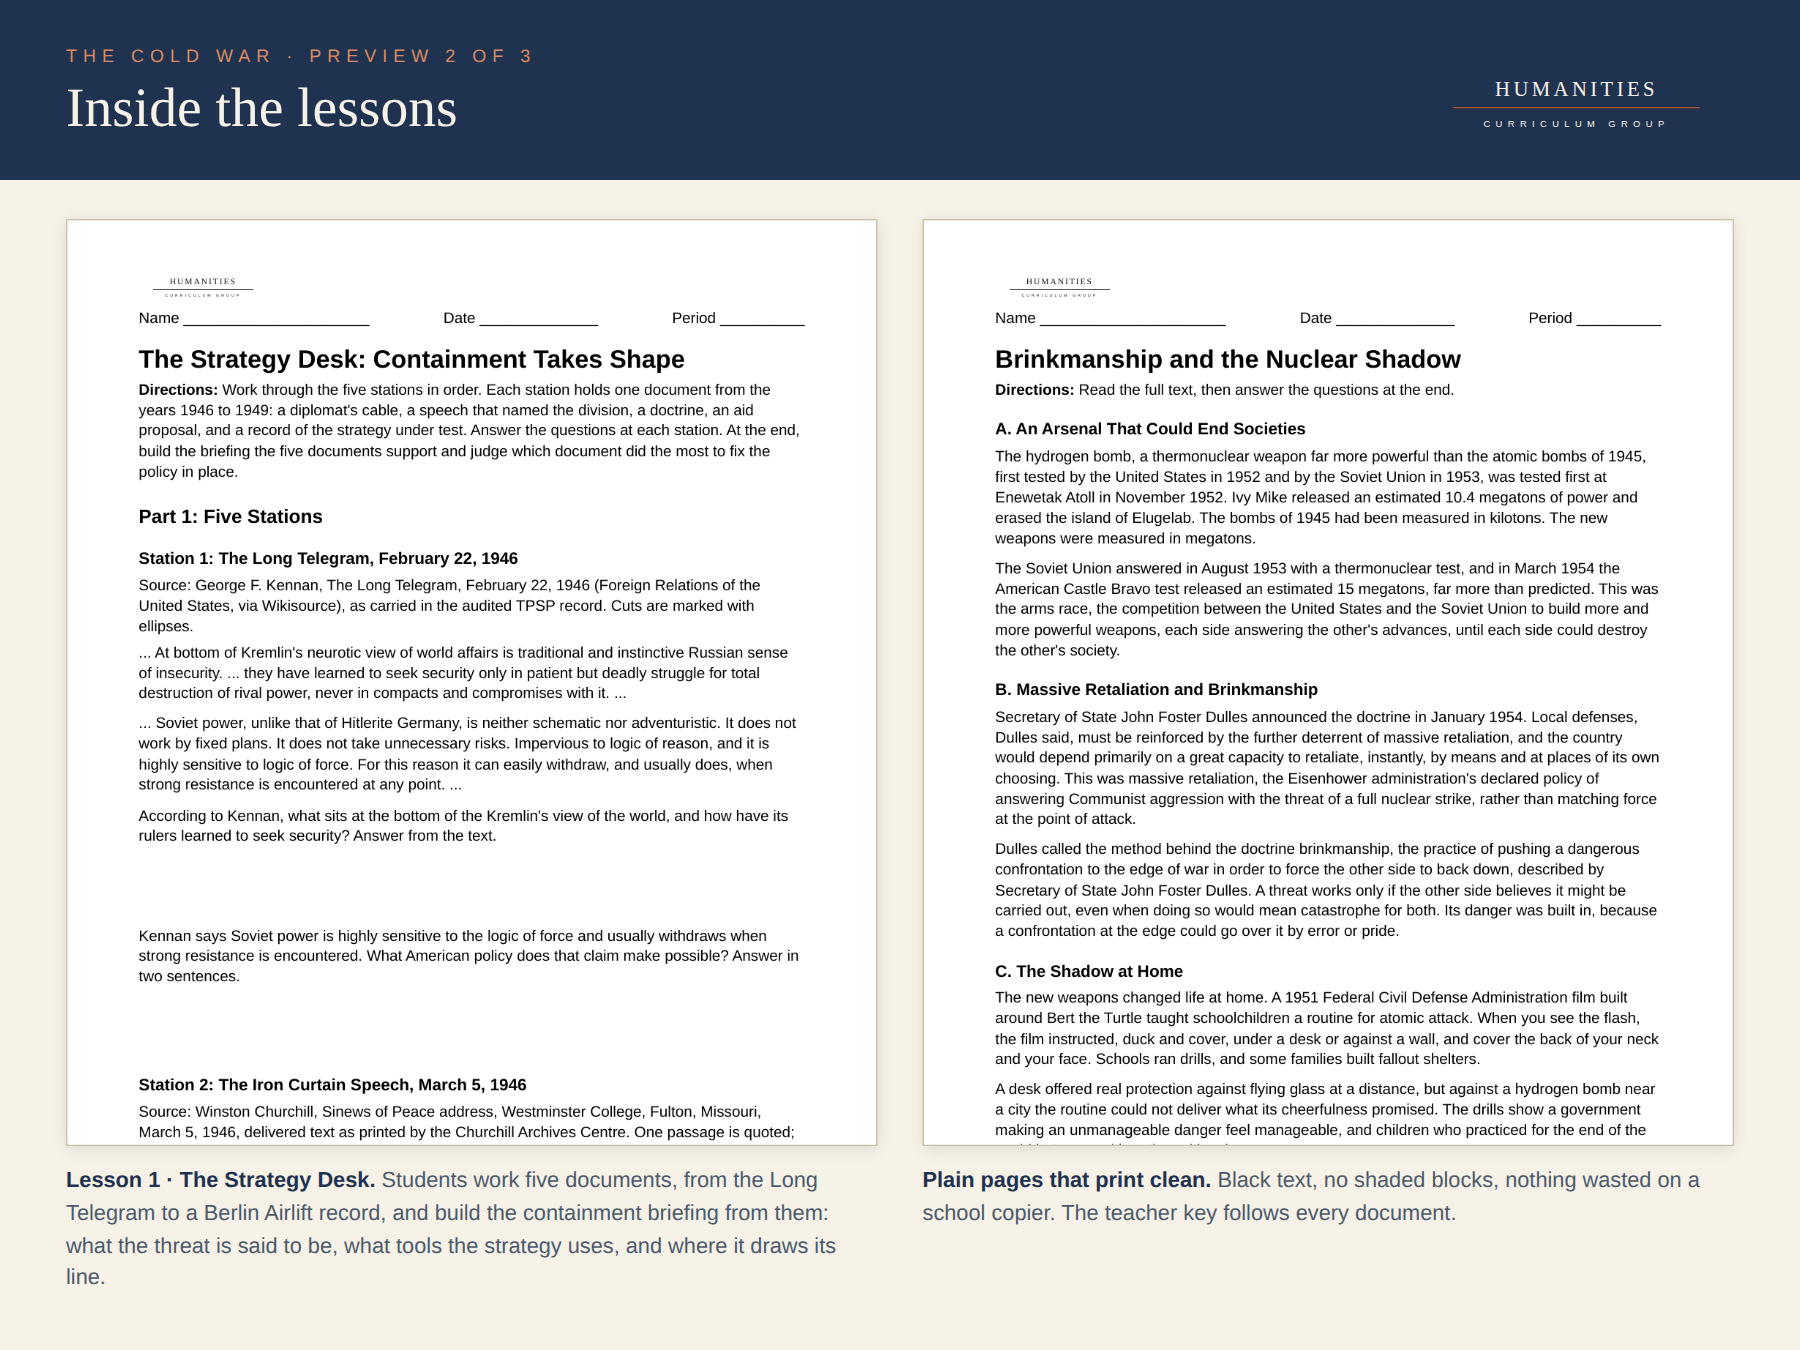 THE COLD WAR · PREVIEW 2 OF 3
Inside the lessons
HUMANITIES
CURRICULUM GROUP
HUMANITIES
CURRICULUM GROUP
Name ______________________ Date ______________ Period __________
The Strategy Desk: Containment Takes Shape
Directions: Work through the five stations in order. Each station holds one document from the
years 1946 to 1949: a diplomat's cable, a speech that named the division, a doctrine, an aid
proposal, and a record of the strategy under test. Answer the questions at each station. At the end,
build the briefing the five documents support and judge which document did the most to fix the
policy in place.
Part 1: Five Stations
Station 1: The Long Telegram, February 22, 1946
Source: George F. Kennan, The Long Telegram, February 22, 1946 (Foreign Relations of the
United States, via Wikisource), as carried in the audited TPSP record. Cuts are marked with
ellipses.
... At bottom of Kremlin's neurotic view of world affairs is traditional and instinctive Russian sense
of insecurity. ... they have learned to seek security only in patient but deadly struggle for total
destruction of rival power, never in compacts and compromises with it. ...
... Soviet power, unlike that of Hitlerite Germany, is neither schematic nor adventuristic. It does not
work by fixed plans. It does not take unnecessary risks. Impervious to logic of reason, and it is
highly sensitive to logic of force. For this reason it can easily withdraw, and usually does, when
strong resistance is encountered at any point. ...
According to Kennan, what sits at the bottom of the Kremlin's view of the world, and how have its
rulers learned to seek security? Answer from the text.
Kennan says Soviet power is highly sensitive to the logic of force and usually withdraws when
strong resistance is encountered. What American policy does that claim make possible? Answer in
two sentences.
Station 2: The Iron Curtain Speech, March 5, 1946
Source: Winston Churchill, Sinews of Peace address, Westminster College, Fulton, Missouri,
March 5, 1946, delivered text as printed by the Churchill Archives Centre. One passage is quoted;
Lesson 1 · The Strategy Desk. Students work five documents, from the Long
Telegram to a Berlin Airlift record, and build the containment briefing from them:
what the threat is said to be, what tools the strategy uses, and where it draws its
line.
HUMANITIES
CURRICULUM GROUP
Name ______________________ Date ______________ Period __________
Brinkmanship and the Nuclear Shadow
Directions: Read the full text, then answer the questions at the end.
A. An Arsenal That Could End Societies
The hydrogen bomb, a thermonuclear weapon far more powerful than the atomic bombs of 1945,
first tested by the United States in 1952 and by the Soviet Union in 1953, was tested first at
Enewetak Atoll in November 1952. Ivy Mike released an estimated 10.4 megatons of power and
erased the island of Elugelab. The bombs of 1945 had been measured in kilotons. The new
weapons were measured in megatons.
The Soviet Union answered in August 1953 with a thermonuclear test, and in March 1954 the
American Castle Bravo test released an estimated 15 megatons, far more than predicted. This was
the arms race, the competition between the United States and the Soviet Union to build more and
more powerful weapons, each side answering the other's advances, until each side could destroy
the other's society.
B. Massive Retaliation and Brinkmanship
Secretary of State John Foster Dulles announced the doctrine in January 1954. Local defenses,
Dulles said, must be reinforced by the further deterrent of massive retaliation, and the country
would depend primarily on a great capacity to retaliate, instantly, by means and at places of its own
choosing. This was massive retaliation, the Eisenhower administration's declared policy of
answering Communist aggression with the threat of a full nuclear strike, rather than matching force
at the point of attack.
Dulles called the method behind the doctrine brinkmanship, the practice of pushing a dangerous
confrontation to the edge of war in order to force the other side to back down, described by
Secretary of State John Foster Dulles. A threat works only if the other side believes it might be
carried out, even when doing so would mean catastrophe for both. Its danger was built in, because
a confrontation at the edge could go over it by error or pride.
C. The Shadow at Home
The new weapons changed life at home. A 1951 Federal Civil Defense Administration film built
around Bert the Turtle taught schoolchildren a routine for atomic attack. When you see the flash,
the film instructed, duck and cover, under a desk or against a wall, and cover the back of your neck
and your face. Schools ran drills, and some families built fallout shelters.
A desk offered real protection against flying glass at a distance, but against a hydrogen bomb near
a city the routine could not deliver what its cheerfulness promised. The drills show a government
making an unmanageable danger feel manageable, and children who practiced for the end of the
Plain pages that print clean. Black text, no shaded blocks, nothing wasted on a
school copier. The teacher key follows every document.